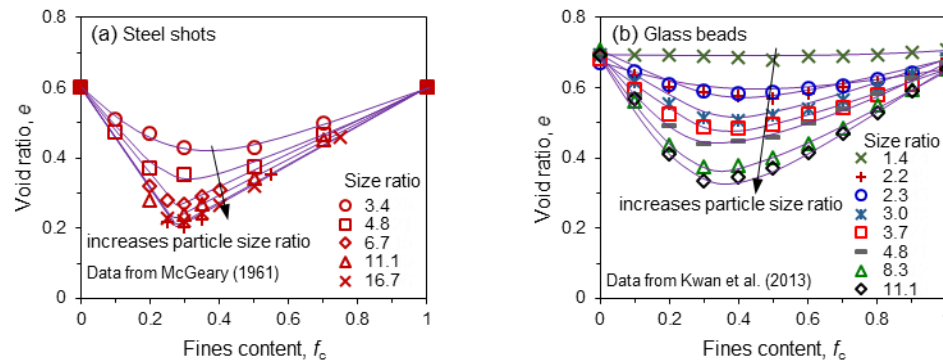 (a) Steel shots
Void ratio, e
0.8
0.6
0.4
0.2
0
0
0.2
0.4
0.6
0.8
1
Fines content, fc
Size ratio
3.4
4.8
6.7
11.1
16.7
increases particle size ratio
Data from McGeary (1961)
(b) Glass beads
Void ratio, e
0.8
0.6
0.4
0.2
0
0
0.2
0.4
0.6
0.8
Fines content, fc
Size ratio
1.4
2.2
2.3
3.0
3.7
4.8
8.3
11.1
increases particle size ratio
Data from Kwan et al. (2013)